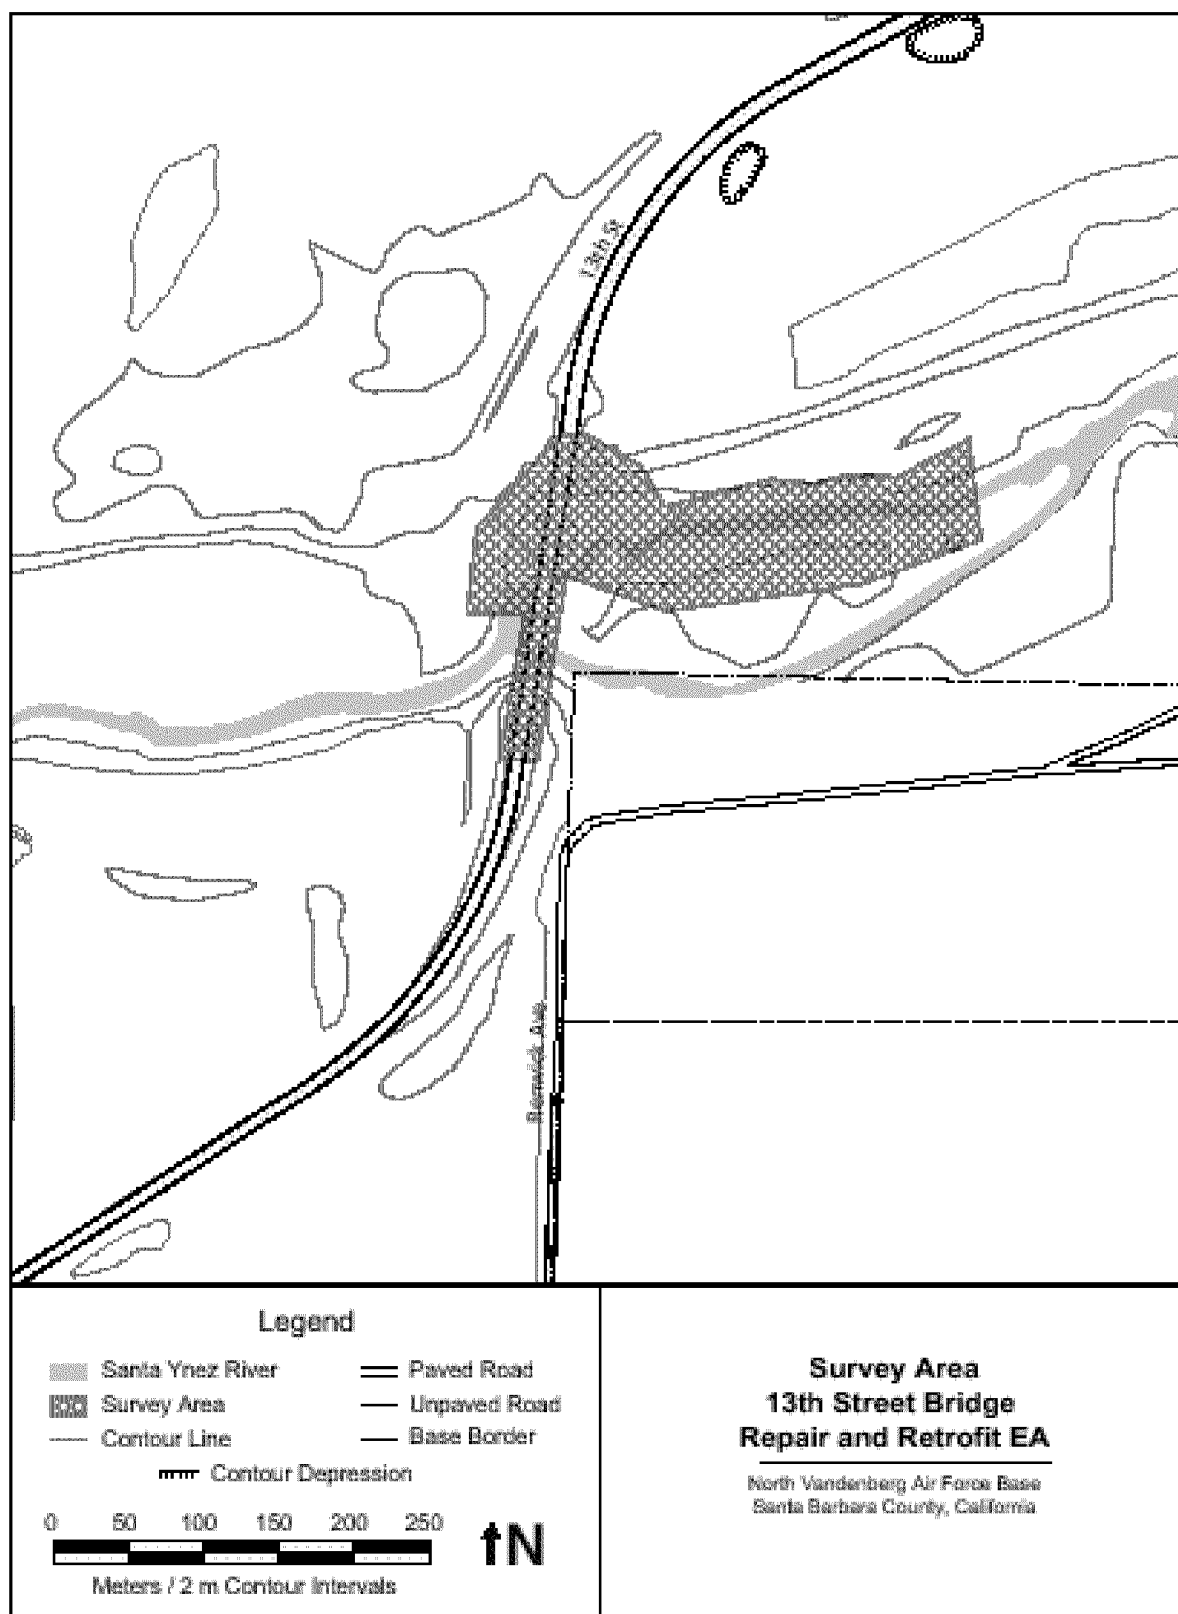 13th St
Renwick Ave
Legend
Santa Ynez River
Survey Area
Contour Line
Paved Road
Unpaved Road
Base Border
Contour Depression
0 50 100 150 200 250
N
Meters / 2 m Contour Intervals
Survey Area
13th Street Bridge
Repair and Retrofit EA
North Vandenberg Air Force Base
Santa Barbara County, California